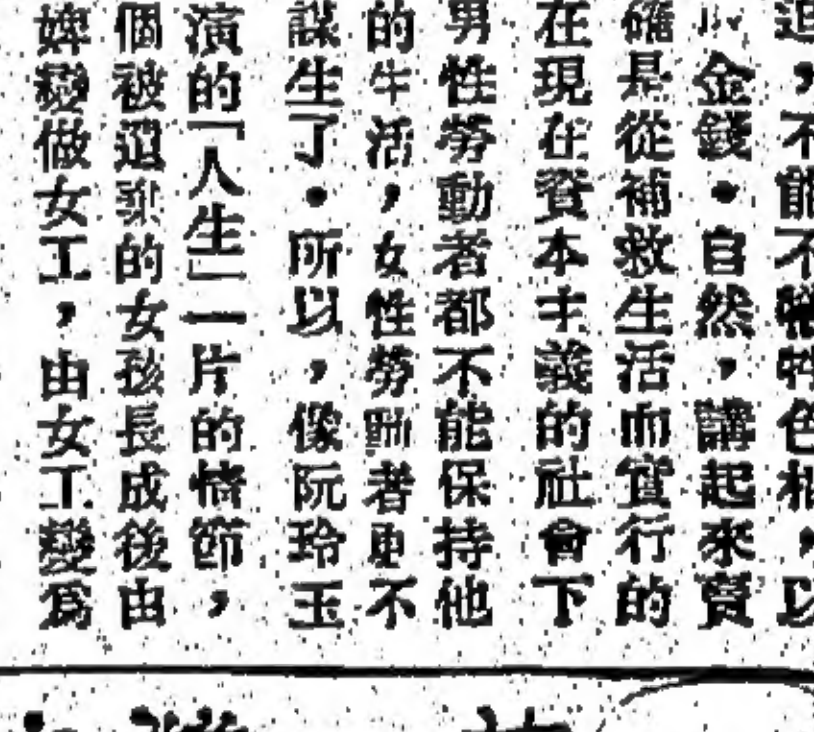 迫，不能不犧牲色相，以
金錢。自然，講起來賣
確是從補救生活而實行的
在現在資本主義的社會下
男性勞動者都不能保持他
的生活，女性勞動者更不
謀生了。所以，像阮玲玉
演的「人生」一片的情節，
個被遺棄的女孩長成後由
婢變做女工，由女工變爲